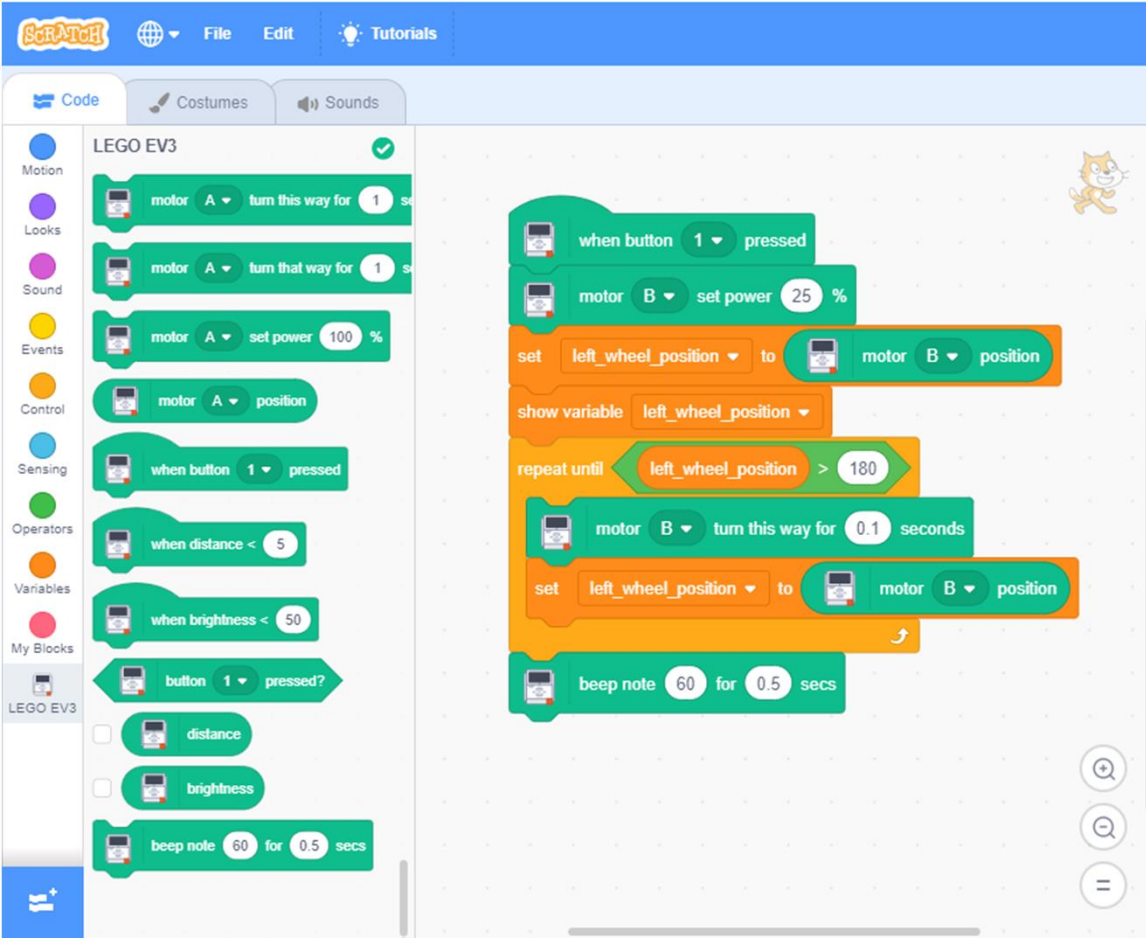 SCRATCH File Edit Tutorials
Code Costumes Sounds
Motion
Looks
Sound
Events
Control
Sensing
Operators
Variables
My Blocks
LEGO EV3
LEGO EV3
motor A turn this way for 1 se
motor A turn that way for 1 s
motor A set power 100 %
motor A position
when button 1 pressed
when distance < 5
when brightness < 50
button 1 pressed?
distance
brightness
beep note 60 for 0.5 secs
when button 1 pressed
motor B set power 25 %
set left_wheel_position to motor B position
show variable left_wheel_position
repeat until left_wheel_position > 180
motor B turn this way for 0.1 seconds
set left_wheel_position to motor B position
beep note 60 for 0.5 secs